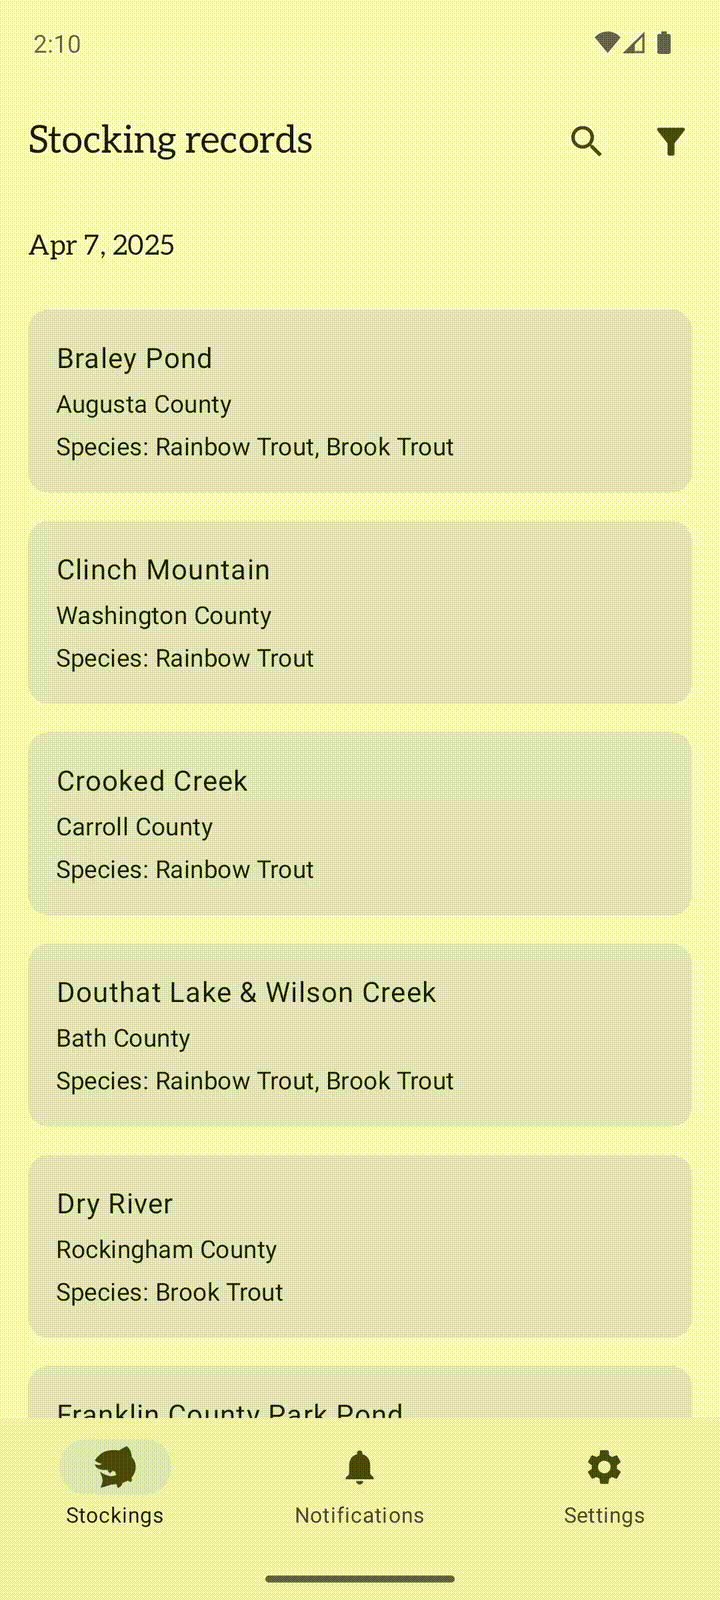 2:10
Stocking records
Apr 7, 2025
Braley Pond
Augusta County
Species: Rainbow Trout, Brook Trout
Clinch Mountain
Washington County
Species: Rainbow Trout
Crooked Creek
Carroll County
Species: Rainbow Trout
Douthat Lake & Wilson Creek
Bath County
Species: Rainbow Trout, Brook Trout
Dry River
Rockingham County
Species: Brook Trout
Franklin County Park Pond
Stockings
Notifications
Settings